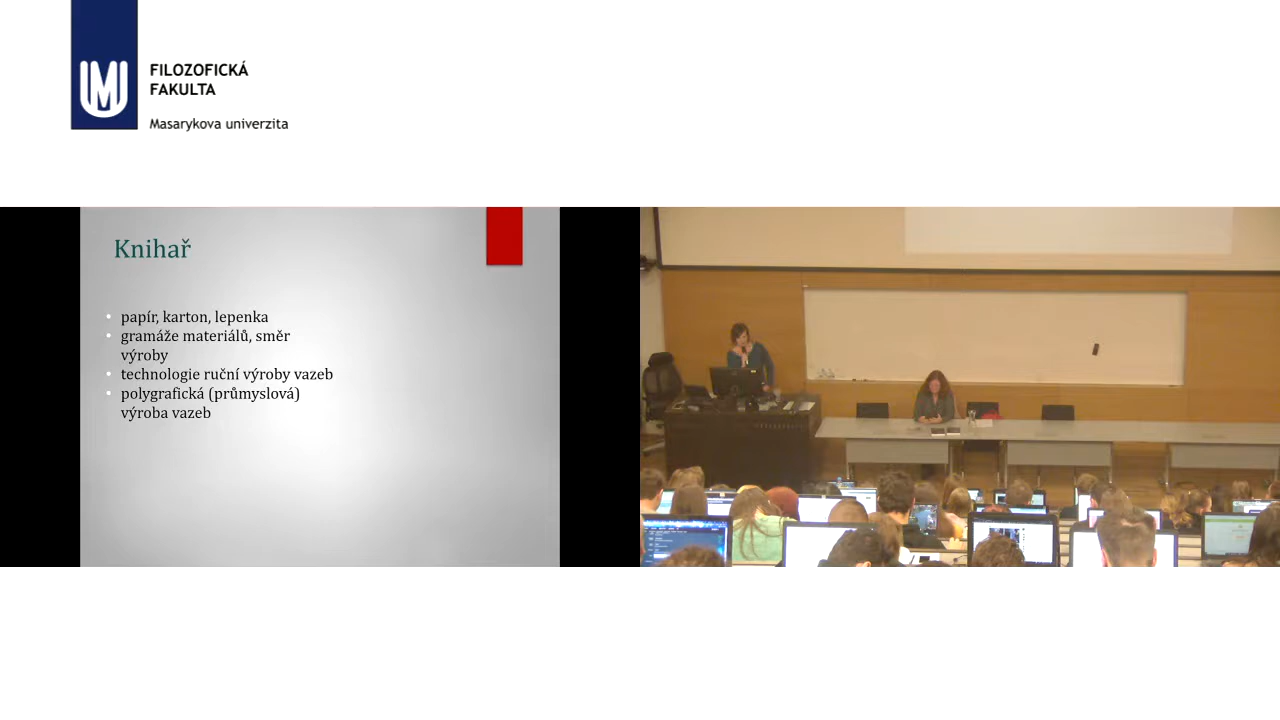 FILOZOFICKÁ
FAKULTA
Masarykova univerzita
Knihař
papír, karton, lepenka
gramáže materiálů, směr
výroby
technologie ruční výroby vazeb
polygrafická (průmyslová)
výroba vazeb